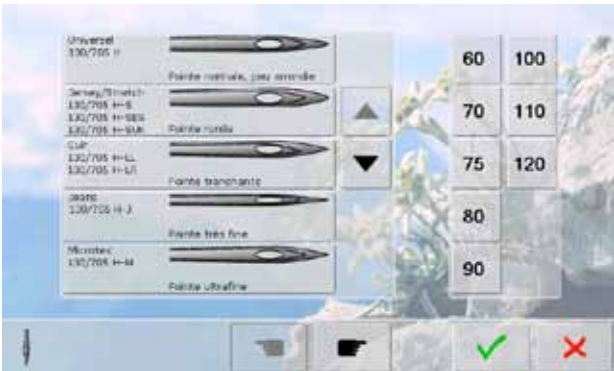 Universel
130/705 H
Pointe normale, peu arrondie
Jersey/Stretch
130/705 H-S
130/705 H-SES
130/705 H-SUK
Pointe ronde
Cuir
130/705 H-LL
130/705 H-LR
Pointe tranchante
Jeans
130/705 H-J
Pointe très fine
Microtex
130/705 H-M
Pointe ultrafine
60 100
70 110
75 120
80
90